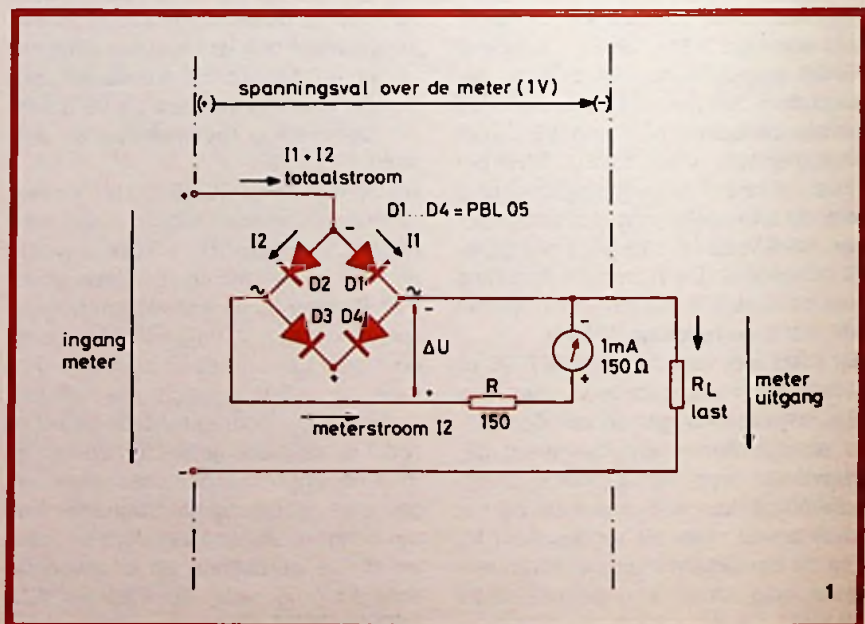 (+) spanningsval over de meter (1V) (-)
I1 + I2
totaalstroom
+
-
D1...D4 = PBL 05
I2
I1
D2 D1
~ ~
D3 D4
-
+
ΔU
+
ingang
meter
R
150
meterstroom I2
-
1mA
150 Ω
+
RL
last
meter
uitgang
-
1